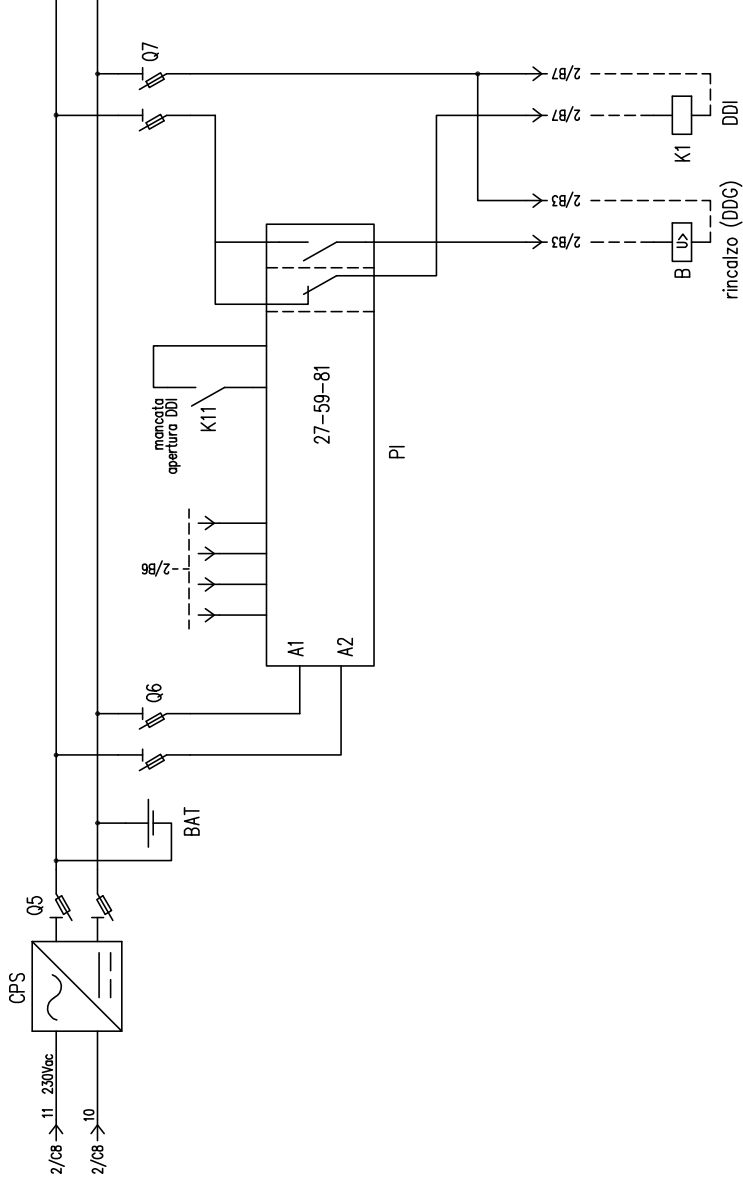 2/C8
11
230Vac
2/C8
10
CPS
Q5
BAT
Q6
2/B6
mancata
apertura DDI
K11
A1
A2
27-59-81
PI
Q7
2/B7
2/B7
2/B3
2/B3
K1
DDI
B
U>
rincalzo (DDG)